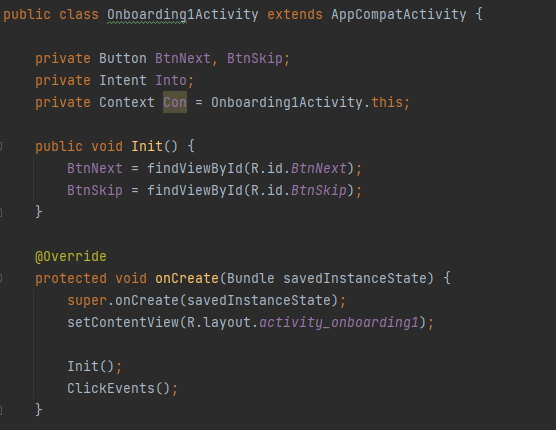 public class Onboarding1Activity extends AppCompatActivity {
private Button BtnNext, BtnSkip;
private Intent Into;
private Context Con = Onboarding1Activity.this;
public void Init() {
BtnNext = findViewById(R.id.BtnNext);
BtnSkip = findViewById(R.id.BtnSkip);
}
@Override
protected void onCreate(Bundle savedInstanceState) {
super.onCreate(savedInstanceState);
setContentView(R.layout.activity_onboarding1);
Init();
ClickEvents();
}